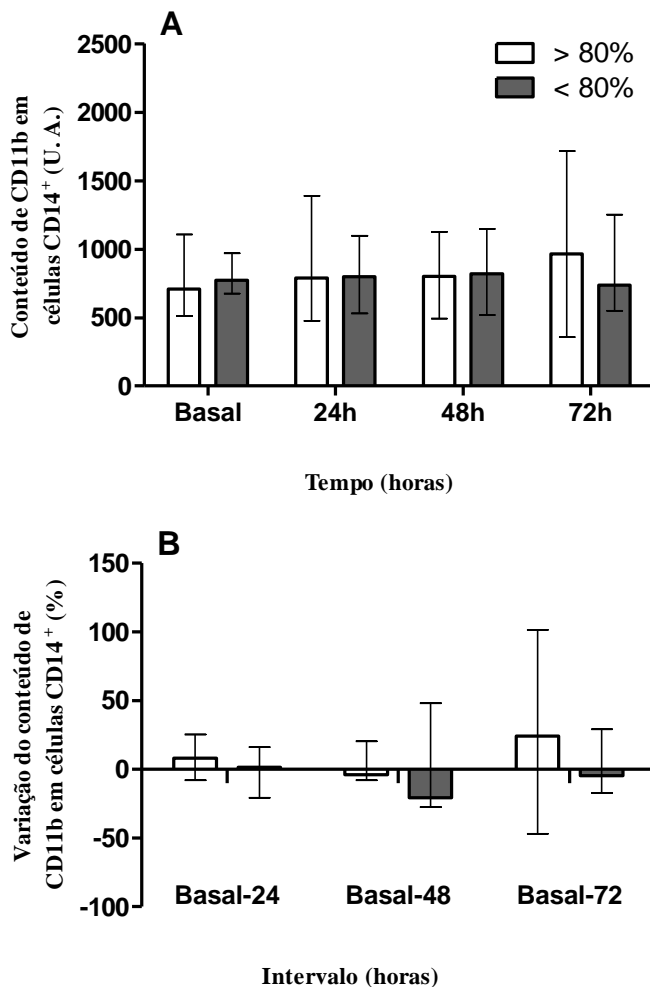 A
> 80%
< 80%
Conteúdo de CD11b em
células CD14⁺ (U. A.)
2500
2000
1500
1000
500
0
Basal 24h 48h 72h
Tempo (horas)
B
Variação do conteúdo de
CD11b em células CD14⁺ (%)
150
100
50
0
-50
-100
Basal-24 Basal-48 Basal-72
Intervalo (horas)